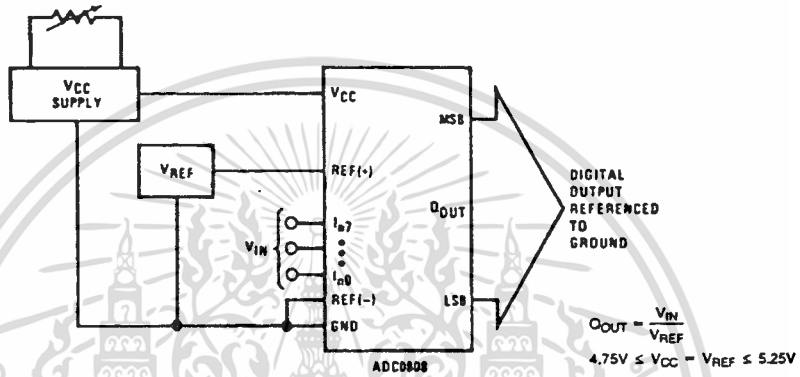 VCC
SUPPLY
VCC
MSB
VREF
REF(+)
DIGITAL
OUTPUT
REFERENCED
TO
GROUND
In7
DOUT
VIN
In0
REF(-)
LSB
GND
QOUT = VIN / VREF
4.75V ≤ VCC = VREF ≤ 5.25V
ADC0808